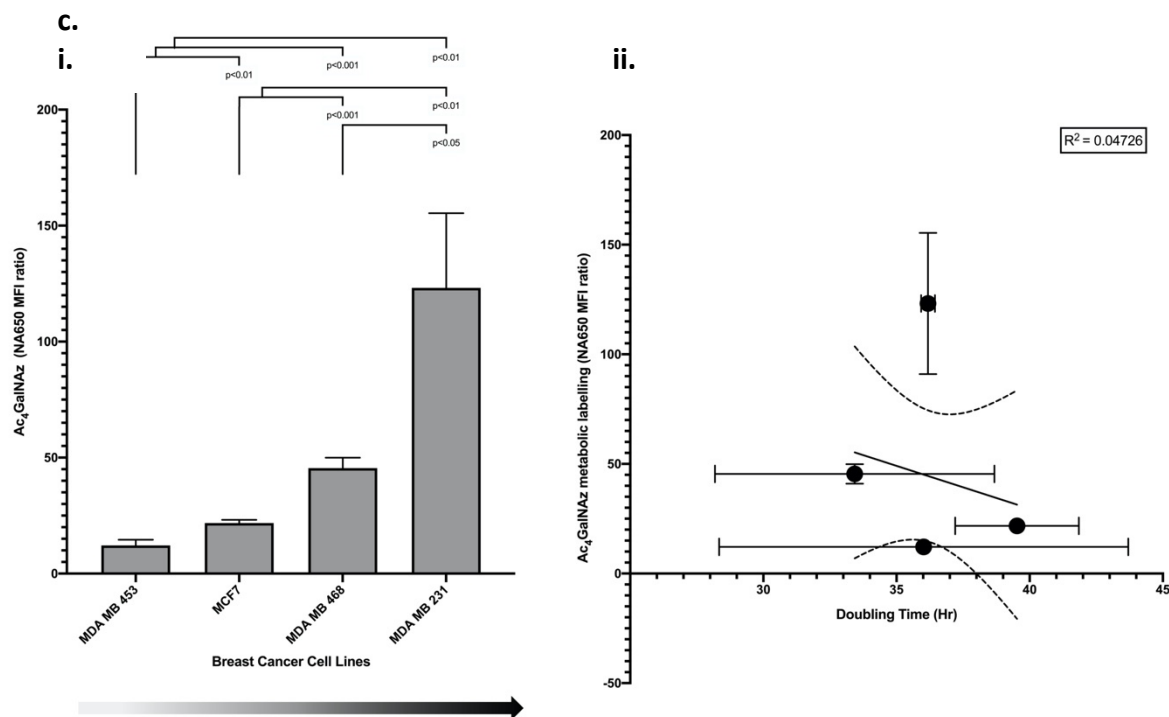 c.
i.
p<0.01
p<0.001
p<0.01
p<0.001
p<0.01
p<0.05
200
150
100
50
0
Ac₄GalNAz (NA650 MFI ratio)
MDA MB 453
MCF7
MDA MB 468
MDA MB 231
Breast Cancer Cell Lines
ii.
R² = 0.04726
200
150
100
50
0
-50
Ac₄GalNAz metabolic labelling (NA650 MFI ratio)
30
35
40
45
Doubling Time (Hr)